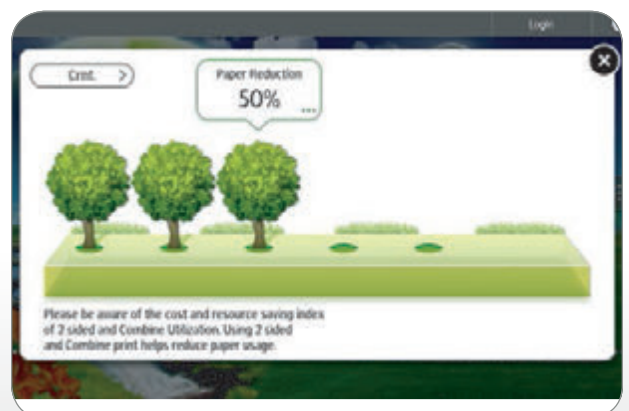 Login
Crnt. >
Paper Reduction
50%
...
Please be aware of the cost and resource saving index
of 2 sided and Combine Utilization. Using 2 sided
and Combine print helps reduce paper usage.